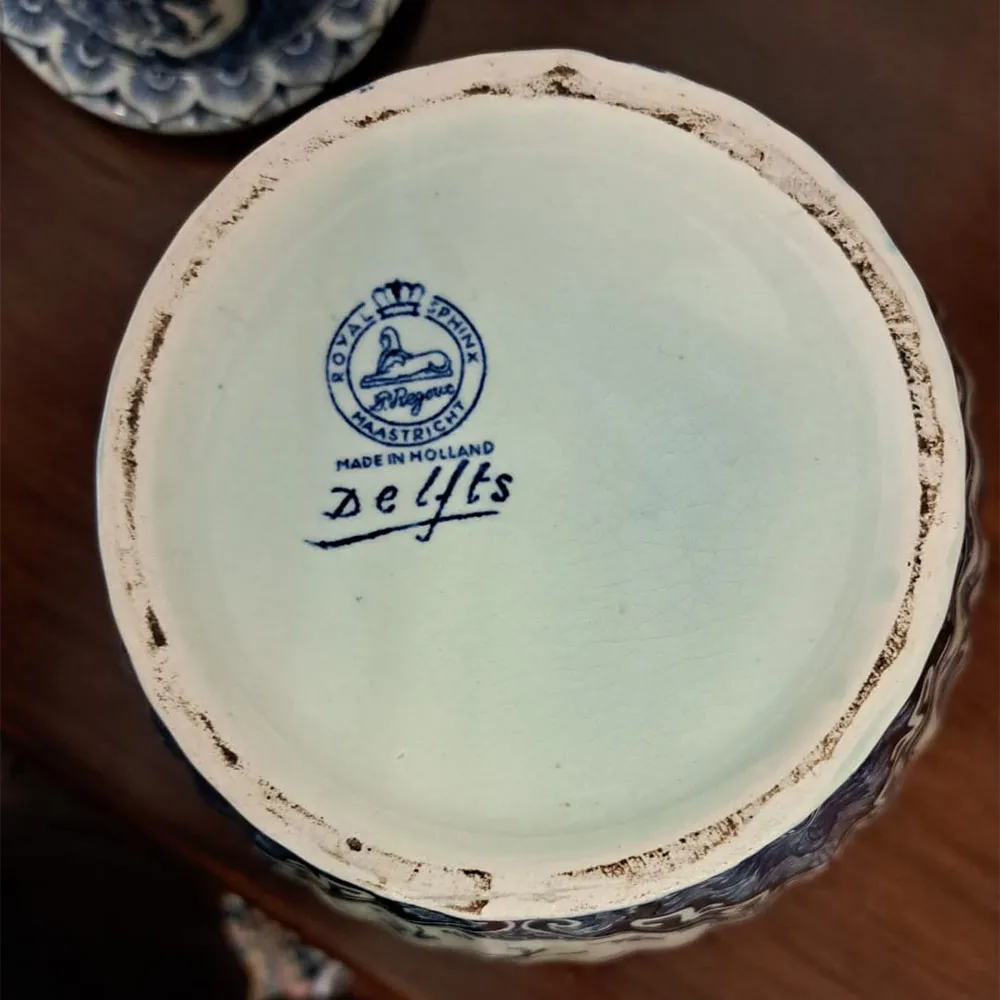 ROYAL SPHINX
P. Regout
MAASTRICHT
MADE IN HOLLAND
Delfts